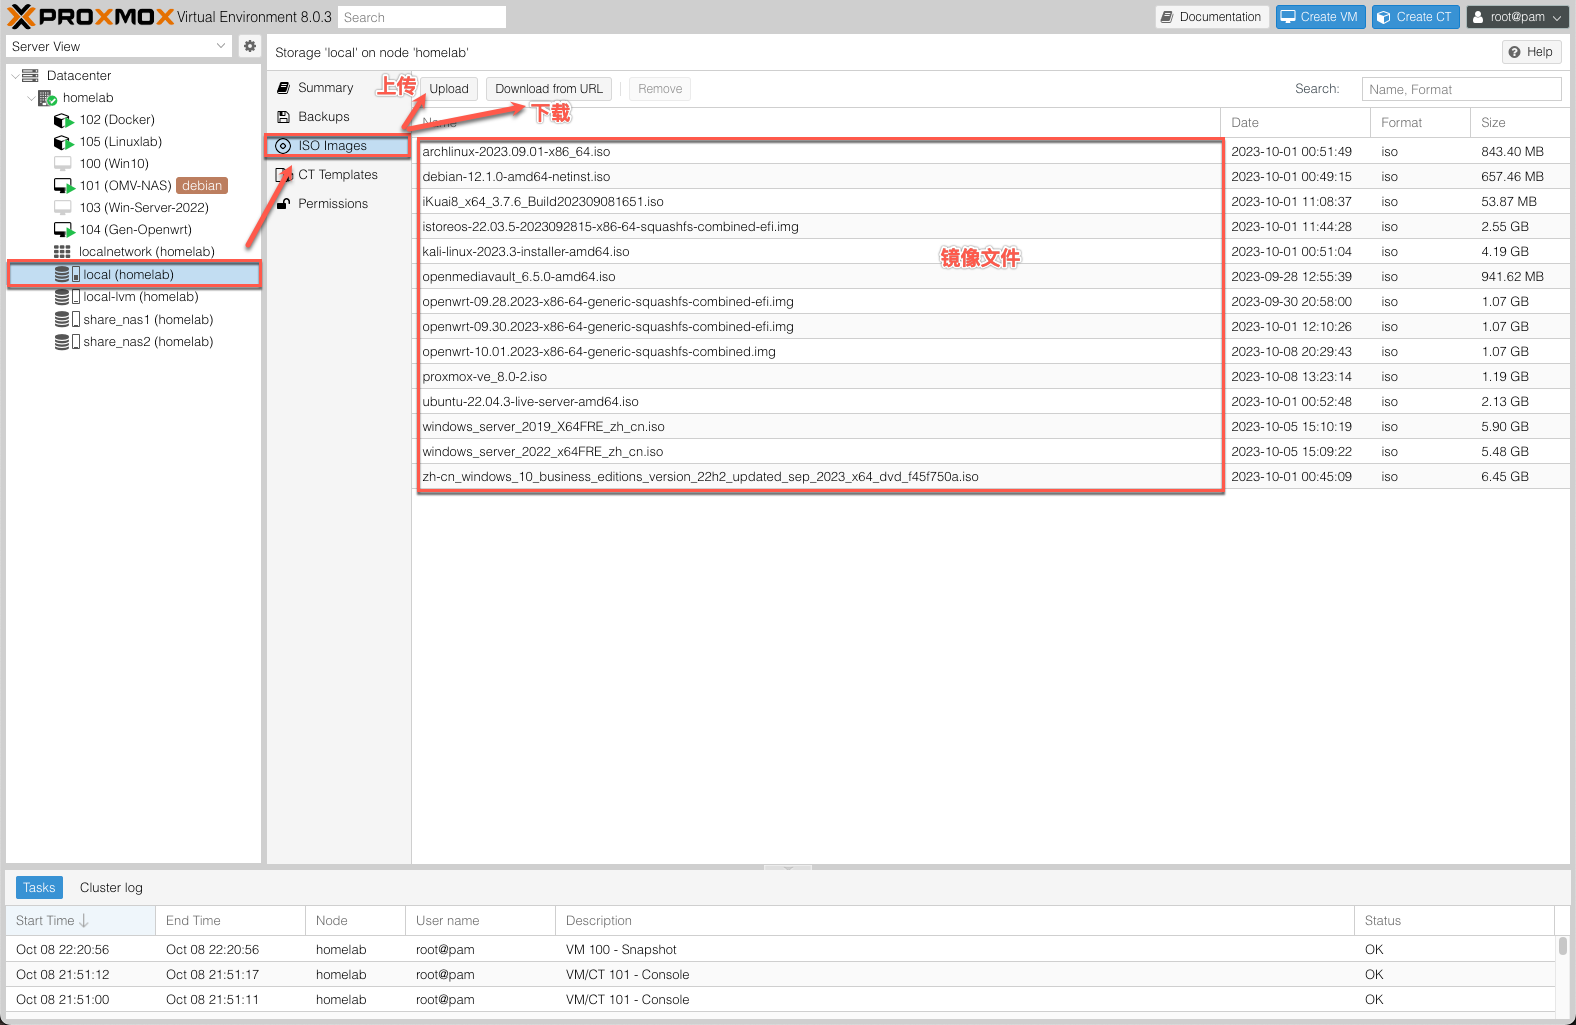 PROXMOX Virtual Environment 8.0.3 Search Documentation Create VM Create CT root@pam
Server View
Datacenter
homelab
102 (Docker)
105 (Linuxlab)
100 (Win10)
101 (OMV-NAS) debian
103 (Win-Server-2022)
104 (Gen-Openwrt)
localnetwork (homelab)
local (homelab)
local-lvm (homelab)
share_nas1 (homelab)
share_nas2 (homelab)
Storage 'local' on node 'homelab' Help
Summary
Backups
ISO Images
CT Templates
Permissions
上传 Upload Download from URL Remove Search: Name, Format
下载
Name Date Format Size
archlinux-2023.09.01-x86_64.iso 2023-10-01 00:51:49 iso 843.40 MB
debian-12.1.0-amd64-netinst.iso 2023-10-01 00:49:15 iso 657.46 MB
iKuai8_x64_3.7.6_Build202309081651.iso 2023-10-01 11:08:37 iso 53.87 MB
istoreos-22.03.5-2023092815-x86-64-squashfs-combined-efi.img 2023-10-01 11:44:28 iso 2.55 GB
kali-linux-2023.3-installer-amd64.iso 2023-10-01 00:51:04 iso 4.19 GB
镜像文件
openmediavault_6.5.0-amd64.iso 2023-09-28 12:55:39 iso 941.62 MB
openwrt-09.28.2023-x86-64-generic-squashfs-combined-efi.img 2023-09-30 20:58:00 iso 1.07 GB
openwrt-09.30.2023-x86-64-generic-squashfs-combined-efi.img 2023-10-01 12:10:26 iso 1.07 GB
openwrt-10.01.2023-x86-64-generic-squashfs-combined.img 2023-10-08 20:29:43 iso 1.07 GB
proxmox-ve_8.0-2.iso 2023-10-08 13:23:14 iso 1.19 GB
ubuntu-22.04.3-live-server-amd64.iso 2023-10-01 00:52:48 iso 2.13 GB
windows_server_2019_X64FRE_zh_cn.iso 2023-10-05 15:10:19 iso 5.90 GB
windows_server_2022_x64FRE_zh_cn.iso 2023-10-05 15:09:22 iso 5.48 GB
zh-cn_windows_10_business_editions_version_22h2_updated_sep_2023_x64_dvd_f45f750a.iso 2023-10-01 00:45:09 iso 6.45 GB
Tasks Cluster log
Start Time End Time Node User name Description Status
Oct 08 22:20:56 Oct 08 22:20:56 homelab root@pam VM 100 - Snapshot OK
Oct 08 21:51:12 Oct 08 21:51:17 homelab root@pam VM/CT 101 - Console OK
Oct 08 21:51:00 Oct 08 21:51:11 homelab root@pam VM/CT 101 - Console OK